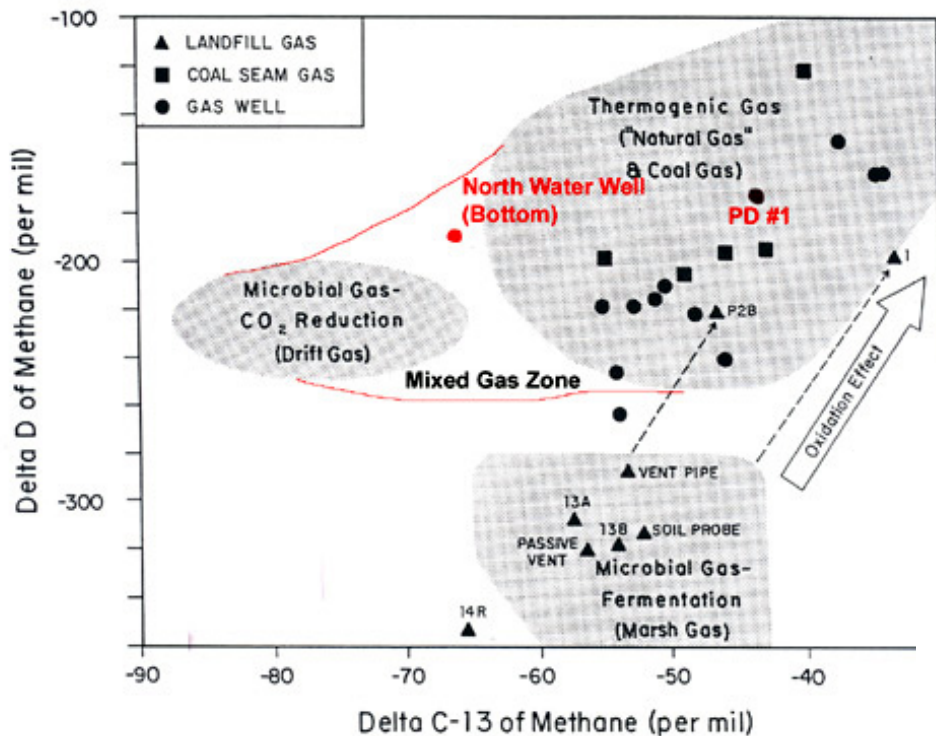 -100
-200
-300
Delta D of Methane (per mil)
▲ LANDFILL GAS
■ COAL SEAM GAS
● GAS WELL
Thermogenic Gas
("Natural Gas"
& Coal Gas)
North Water Well
(Bottom)
PD #1
1
P2B
Microbial Gas-
CO₂ Reduction
(Drift Gas)
Mixed Gas Zone
Oxidation Effect
VENT PIPE
13A
13B
SOIL PROBE
PASSIVE
VENT
Microbial Gas-
Fermentation
(Marsh Gas)
14R
-90
-80
-70
-60
-50
-40
Delta C-13 of Methane (per mil)